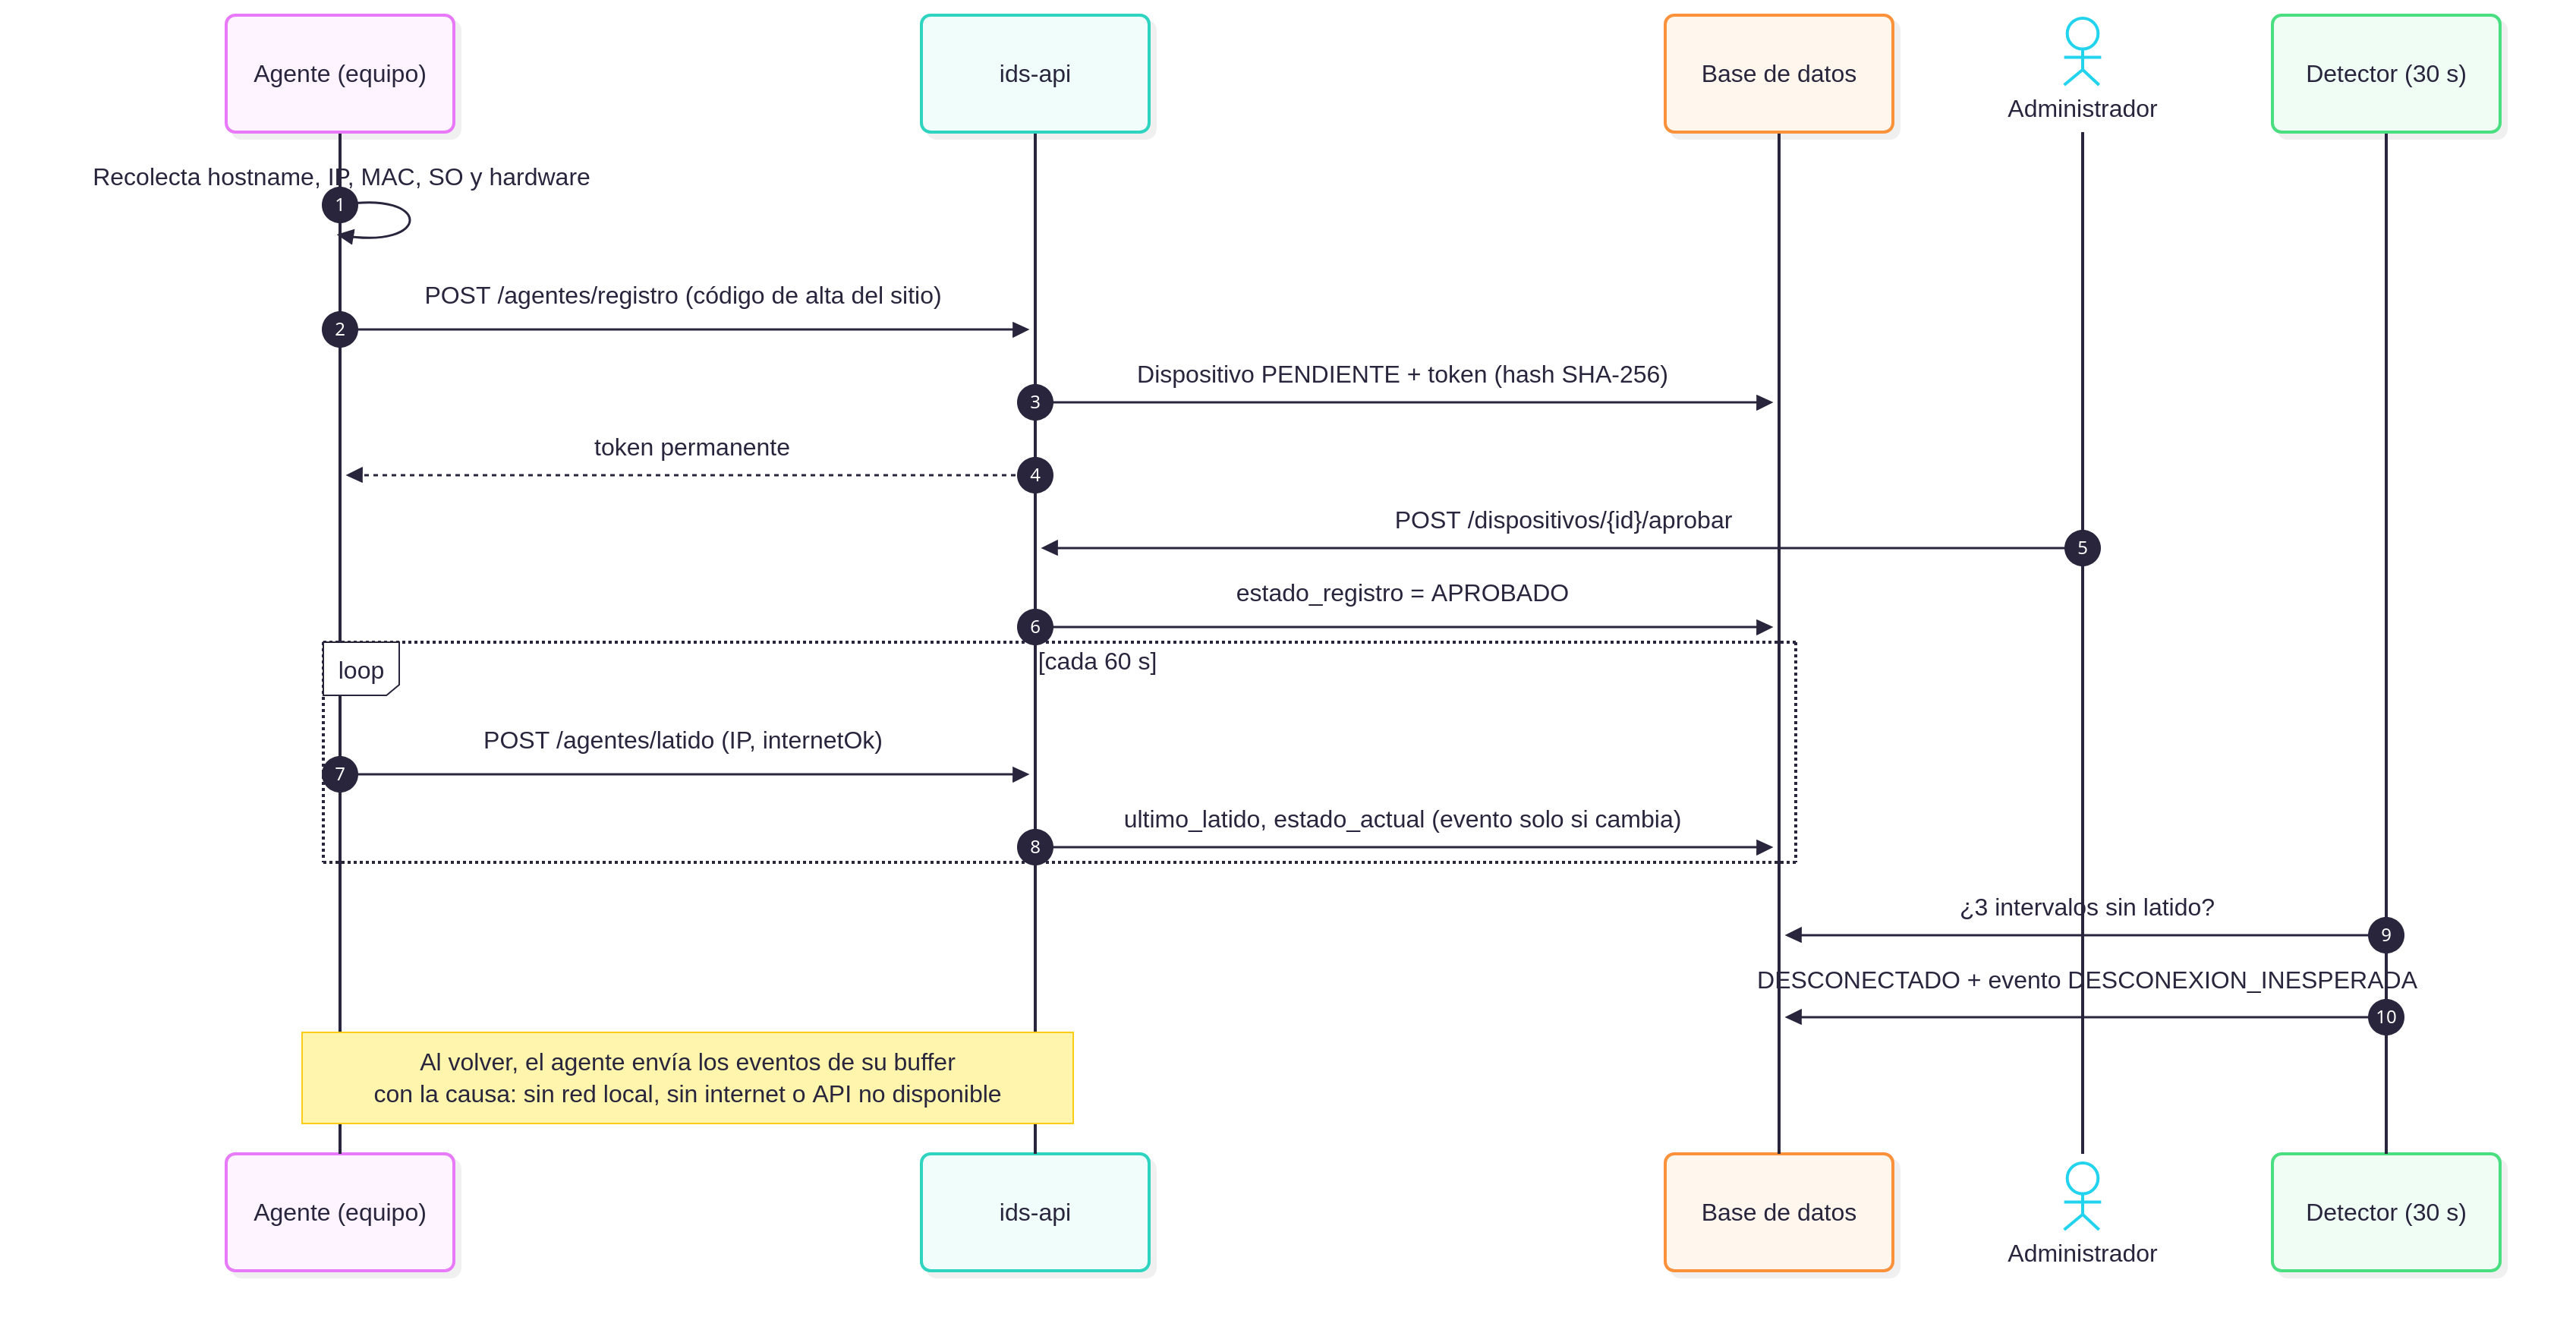 Agente (equipo)
ids-api
Base de datos
Administrador
Detector (30 s)
Recolecta hostname, IP, MAC, SO y hardware
1
POST /agentes/registro (código de alta del sitio)
2
Dispositivo PENDIENTE + token (hash SHA-256)
3
token permanente
4
POST /dispositivos/{id}/aprobar
5
estado_registro = APROBADO
6
loop
[cada 60 s]
POST /agentes/latido (IP, internetOk)
7
ultimo_latido, estado_actual (evento solo si cambia)
8
¿3 intervalos sin latido?
9
DESCONECTADO + evento DESCONEXION_INESPERADA
10
Al volver, el agente envía los eventos de su buffer
con la causa: sin red local, sin internet o API no disponible
Agente (equipo)
ids-api
Base de datos
Administrador
Detector (30 s)